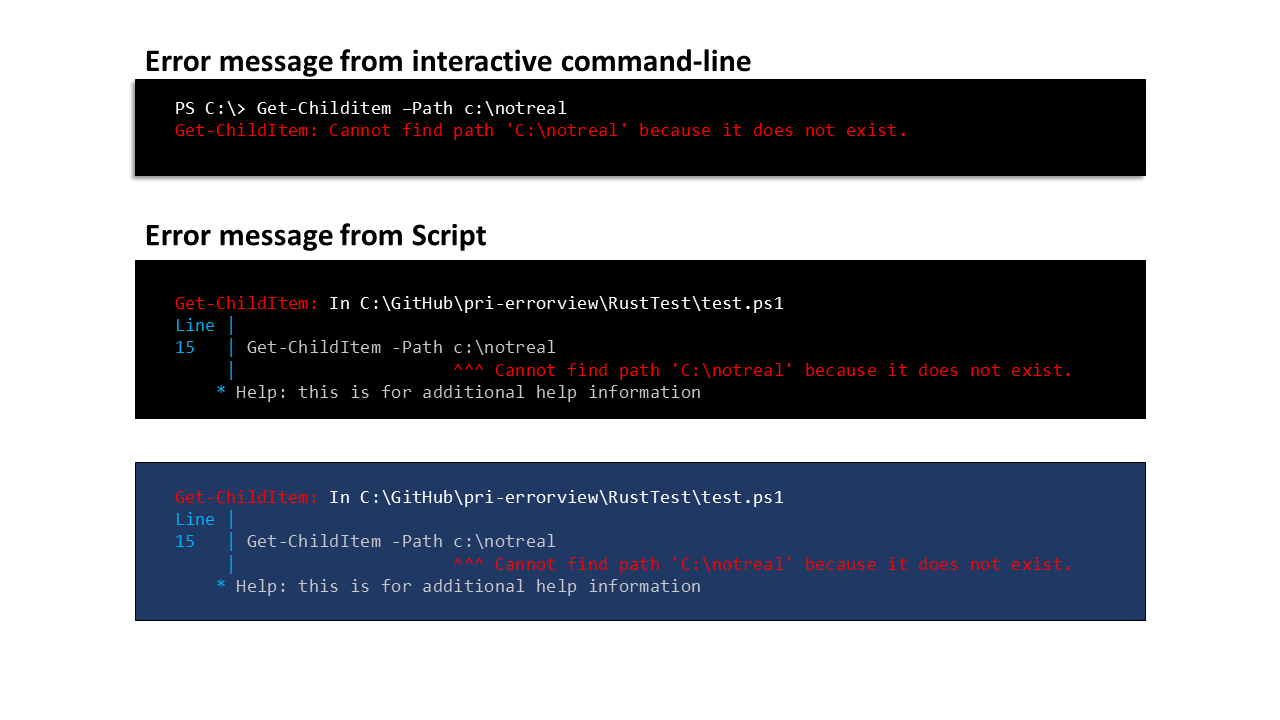 Error message from interactive command-line
PS C:\> Get-Childitem –Path c:\notreal
Get-ChildItem: Cannot find path 'C:\notreal' because it does not exist.
Error message from Script
Get-ChildItem: In C:\GitHub\pri-errorview\RustTest\test.ps1
Line |
15 | Get-ChildItem -Path c:\notreal
| ^^^ Cannot find path 'C:\notreal' because it does not exist.
* Help: this is for additional help information
Get-ChildItem: In C:\GitHub\pri-errorview\RustTest\test.ps1
Line |
15 | Get-ChildItem -Path c:\notreal
| ^^^ Cannot find path 'C:\notreal' because it does not exist.
* Help: this is for additional help information